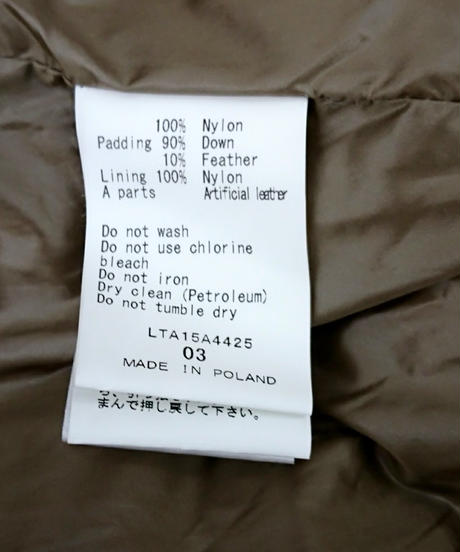 100% Nylon
Padding 90% Down
10% Feather
Lining 100% Nylon
A parts Artificial leather
Do not wash
Do not use chlorine
bleach
Do not iron
Dry clean (Petroleum)
Do not tumble dry
LTA15A4425
03
MADE IN POLAND
まんで押し戻して下さい。